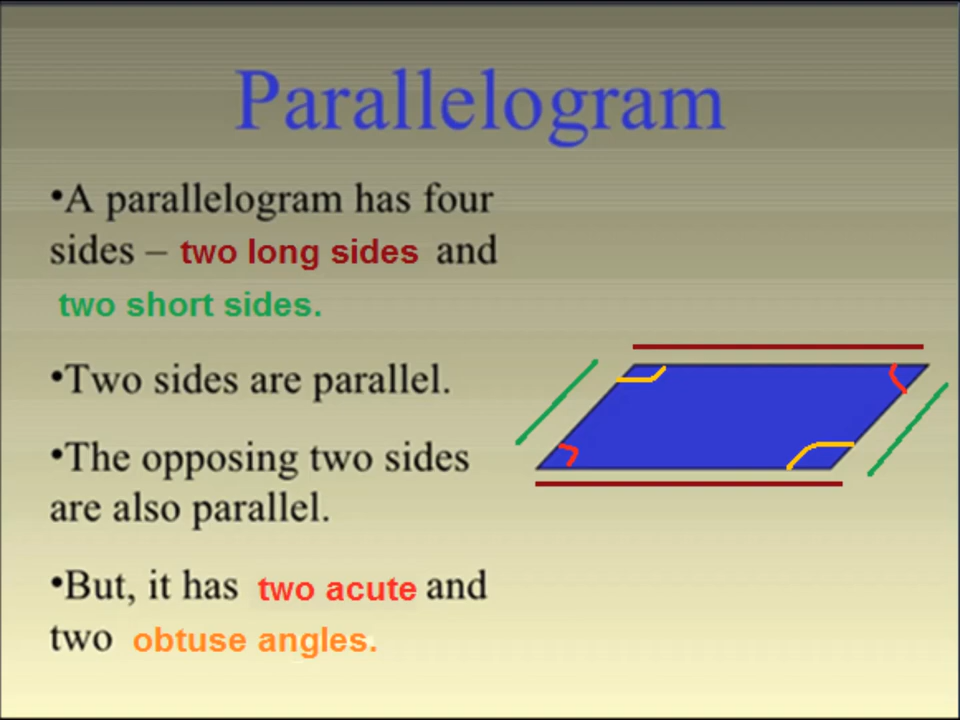 Parallelogram
•A parallelogram has four
sides – two long sides and
two short sides.
•Two sides are parallel.
•The opposing two sides
are also parallel.
•But, it has two acute and
two obtuse angles.